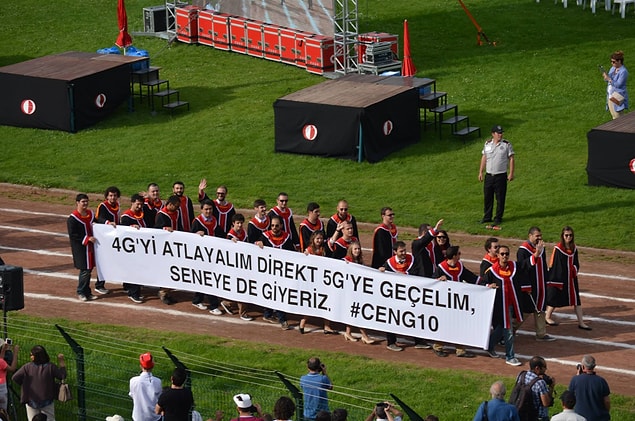 4G'Yİ ATLAYALIM DİREKT 5G'YE GEÇELİM,
SENEYE DE GİYERİZ. #CENG10